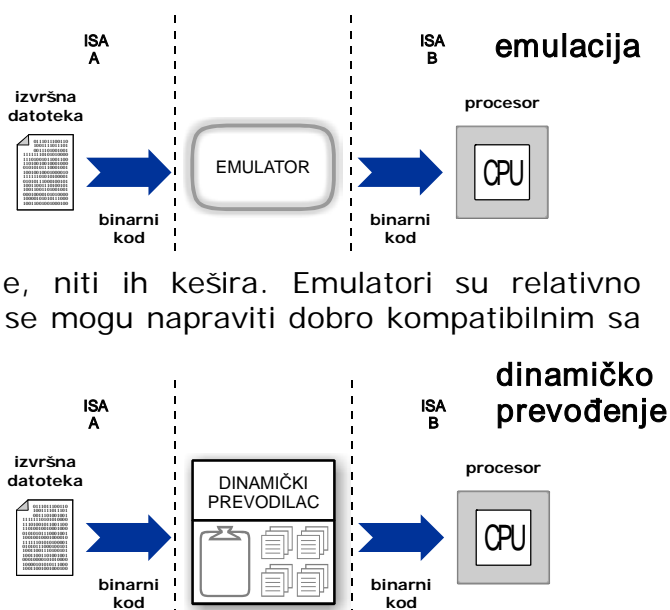 ISA
A
ISA
B
emulacija
izvršna
datoteka
procesor
EMULATOR
CPU
binarni
kod
binarni
kod
e, niti ih kešira. Emulatori su relativno
se mogu napraviti dobro kompatibilnim sa
dinamičko
prevođenje
ISA
A
ISA
B
izvršna
datoteka
procesor
DINAMIČKI
PREVODILAC
CPU
binarni
kod
binarni
kod